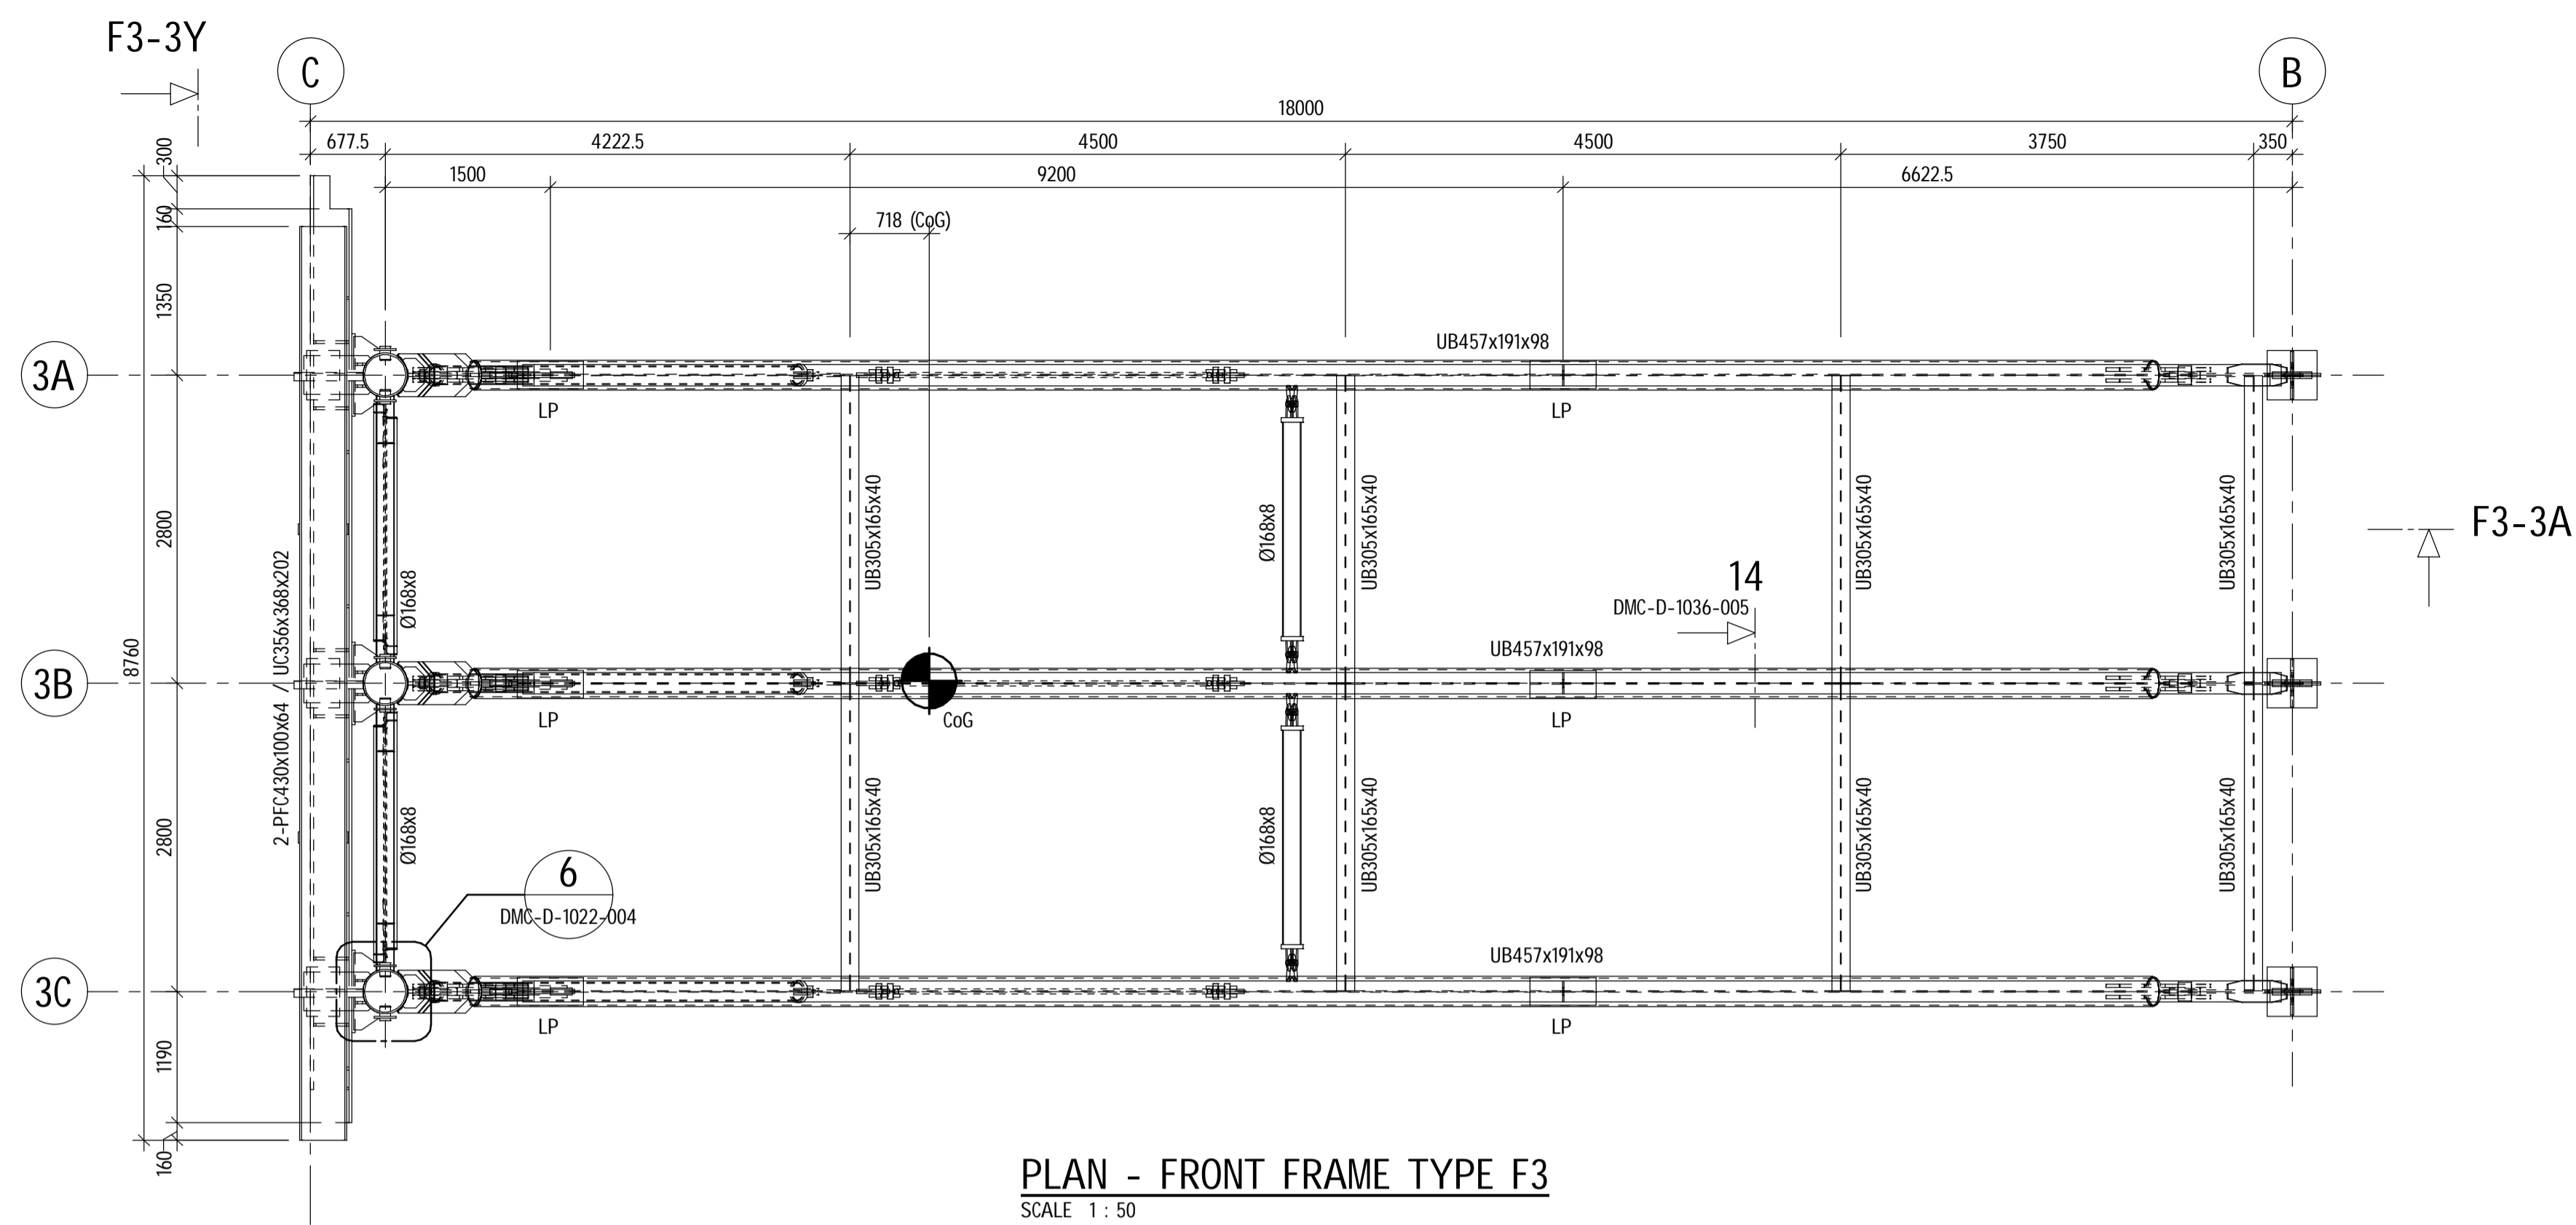 F3-3Y
C
B
18000
677.5
4222.5
4500
4500
3750
350
1500
9200
6622.5
718 (CoG)
300
160
1350
2800
2800
1190
160
8760
3A
3B
3C
UB457x191x98
LP
LP
2-PFC430x100x64 / UC356x368x202
Ø168x8
UB305x165x40
Ø168x8
UB305x165x40
UB305x165x40
UB305x165x40
F3-3A
14
DMC-D-1036-005
UB457x191x98
LP
CoG
LP
Ø168x8
UB305x165x40
Ø168x8
UB305x165x40
UB305x165x40
UB305x165x40
6
DMC-D-1022-004
UB457x191x98
LP
LP
PLAN - FRONT FRAME TYPE F3
SCALE 1 : 50